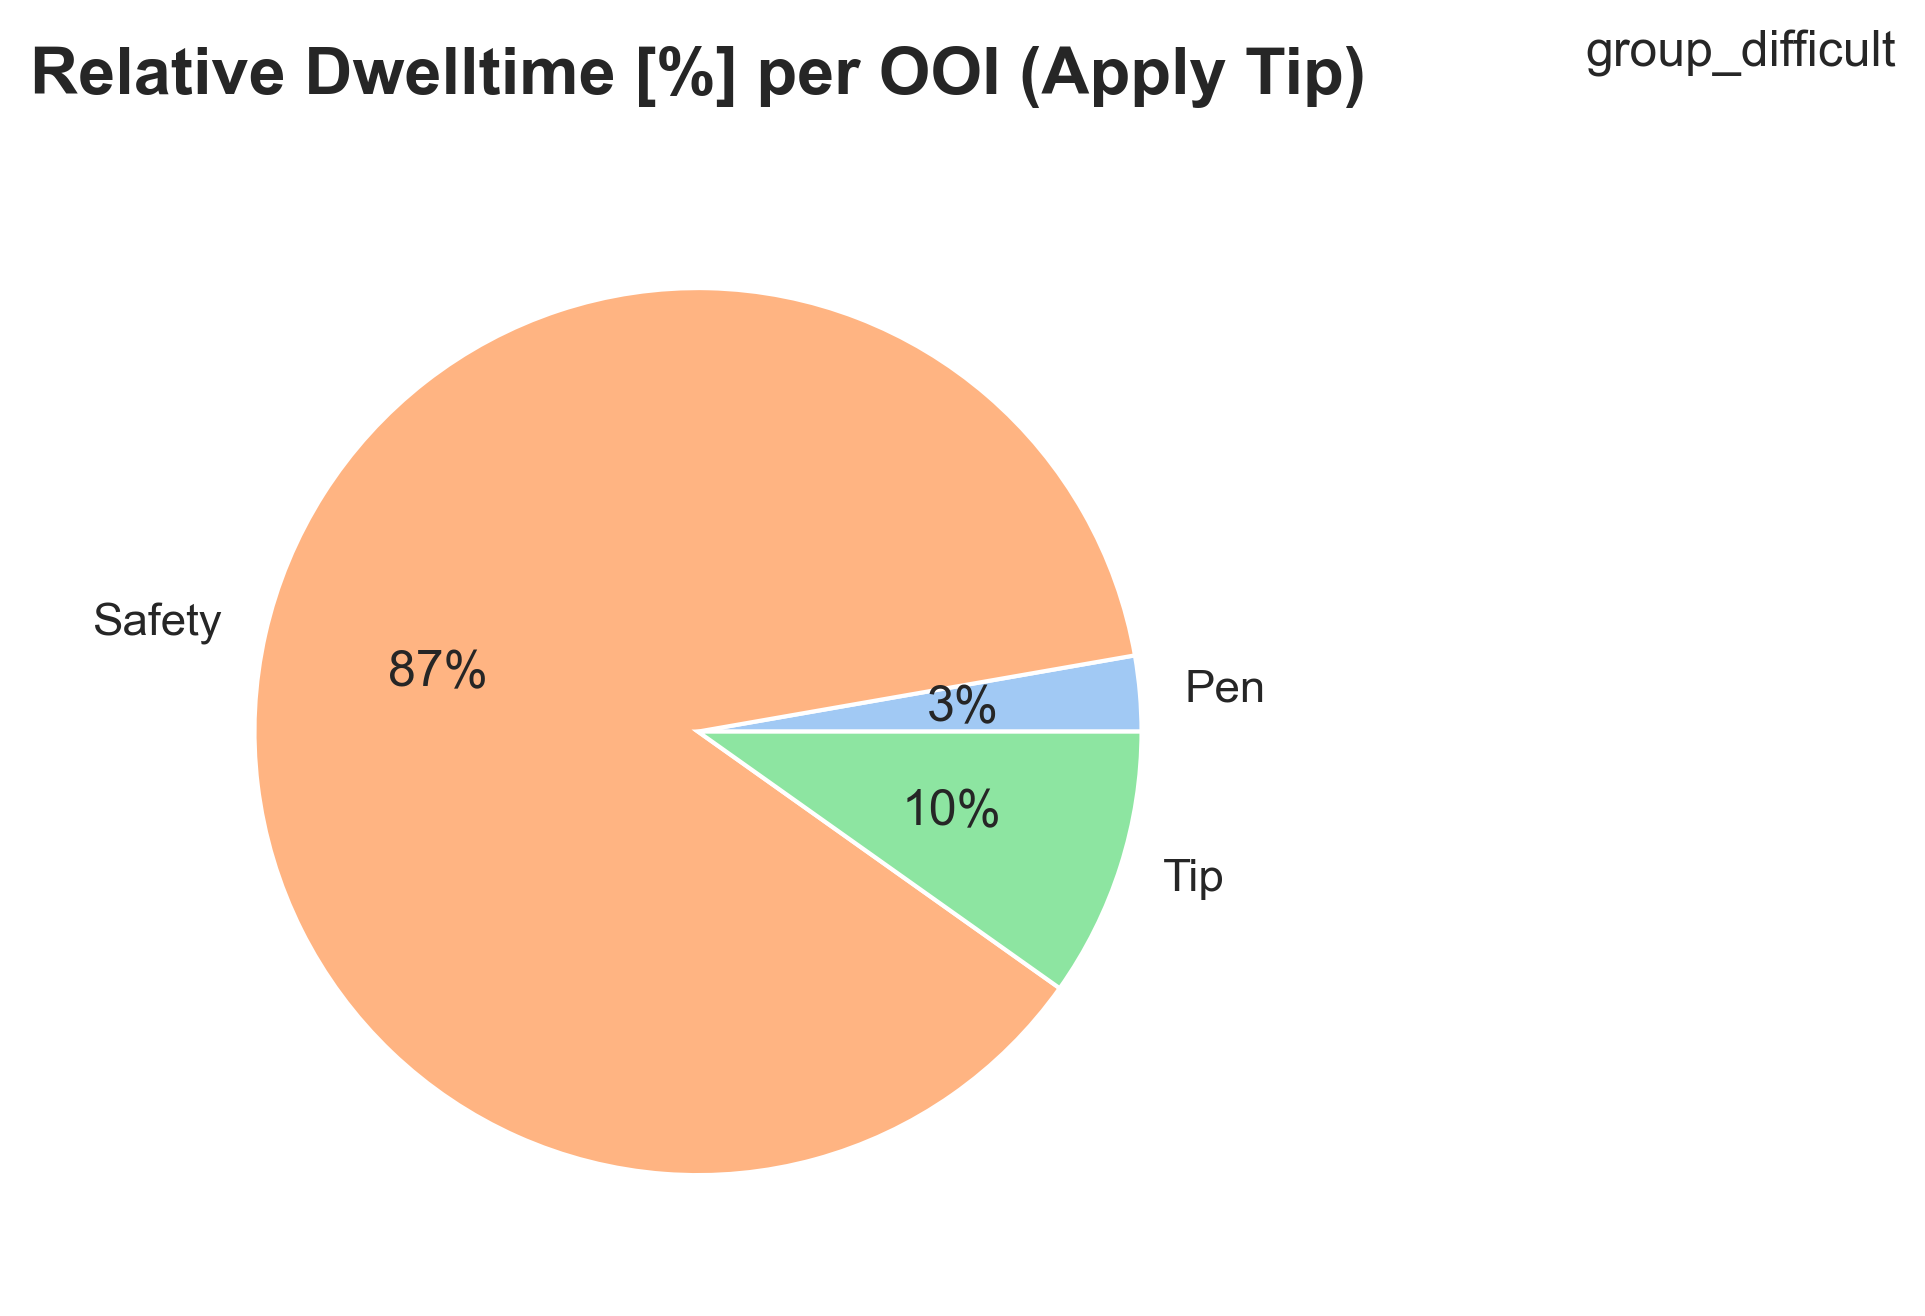 Relative Dwelltime [%] per OOI (Apply Tip)
group_difficult
Safety
87%
3%
Pen
10%
Tip